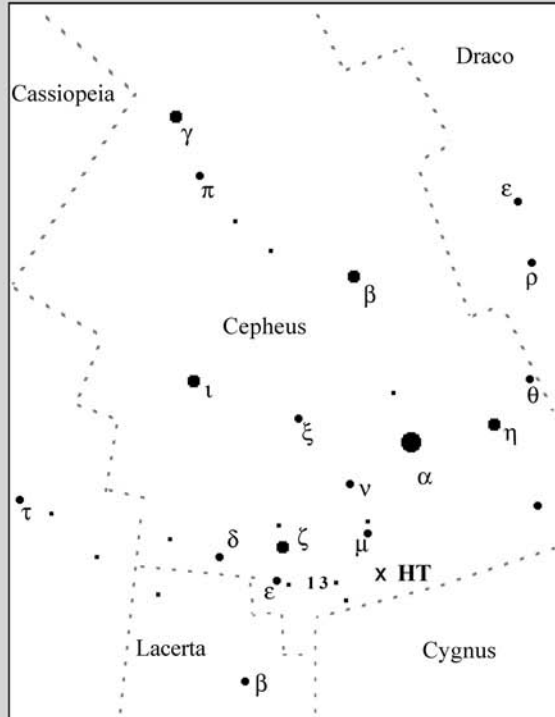 Draco
Cassiopeia
γ
π
ε
ρ
β
Cepheus
ι
θ
ξ
η
α
ν
τ
δ
ζ
μ
ε
13
x HT
Lacerta
Cygnus
β